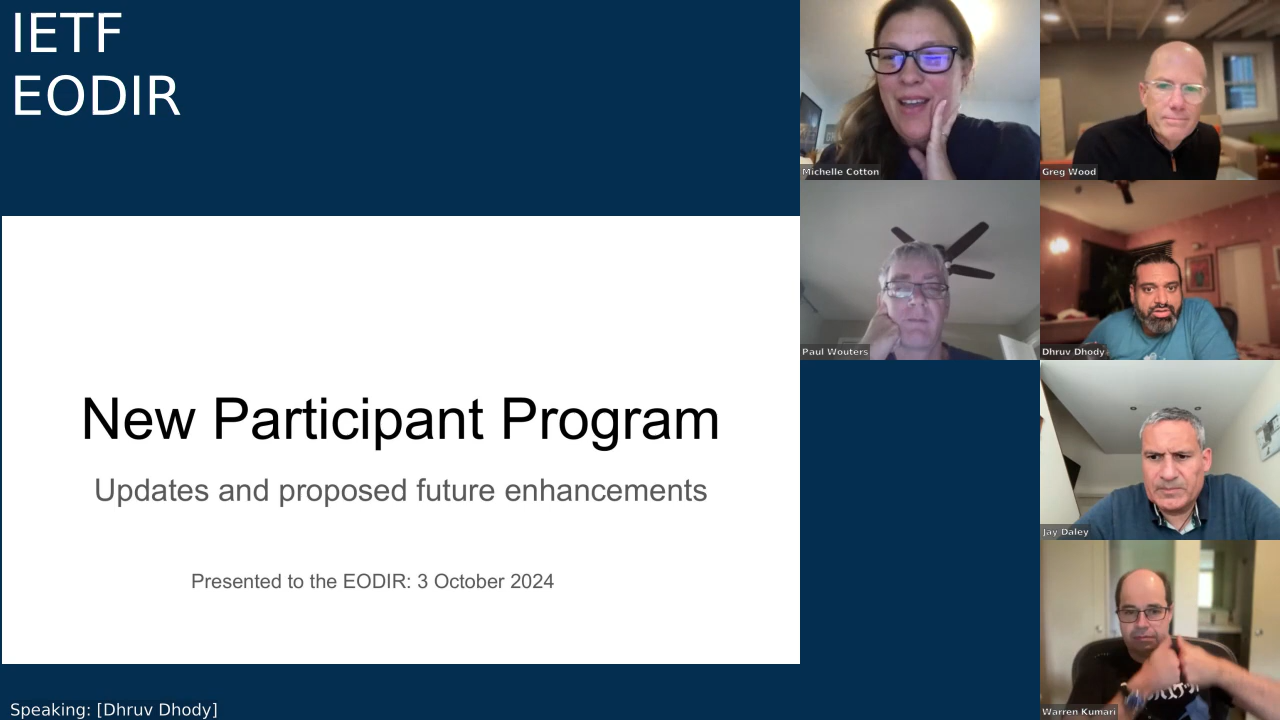 IETF
EODIR
New Participant Program
Updates and proposed future enhancements
Presented to the EODIR: 3 October 2024
Speaking: [Dhruv Dhody]
Michelle Cotton
Greg Wood
Paul Wouters
Dhruv Dhody
Jay Daley
Warren Kumari